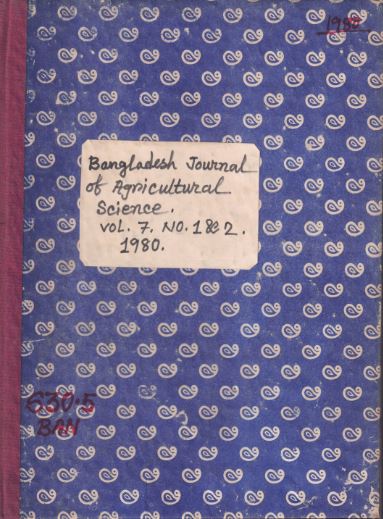 1980
Bangladesh Journal
of Agricultural
Science.
vol. 7. NO. 1 & 2.
1980.
630.5
BAN